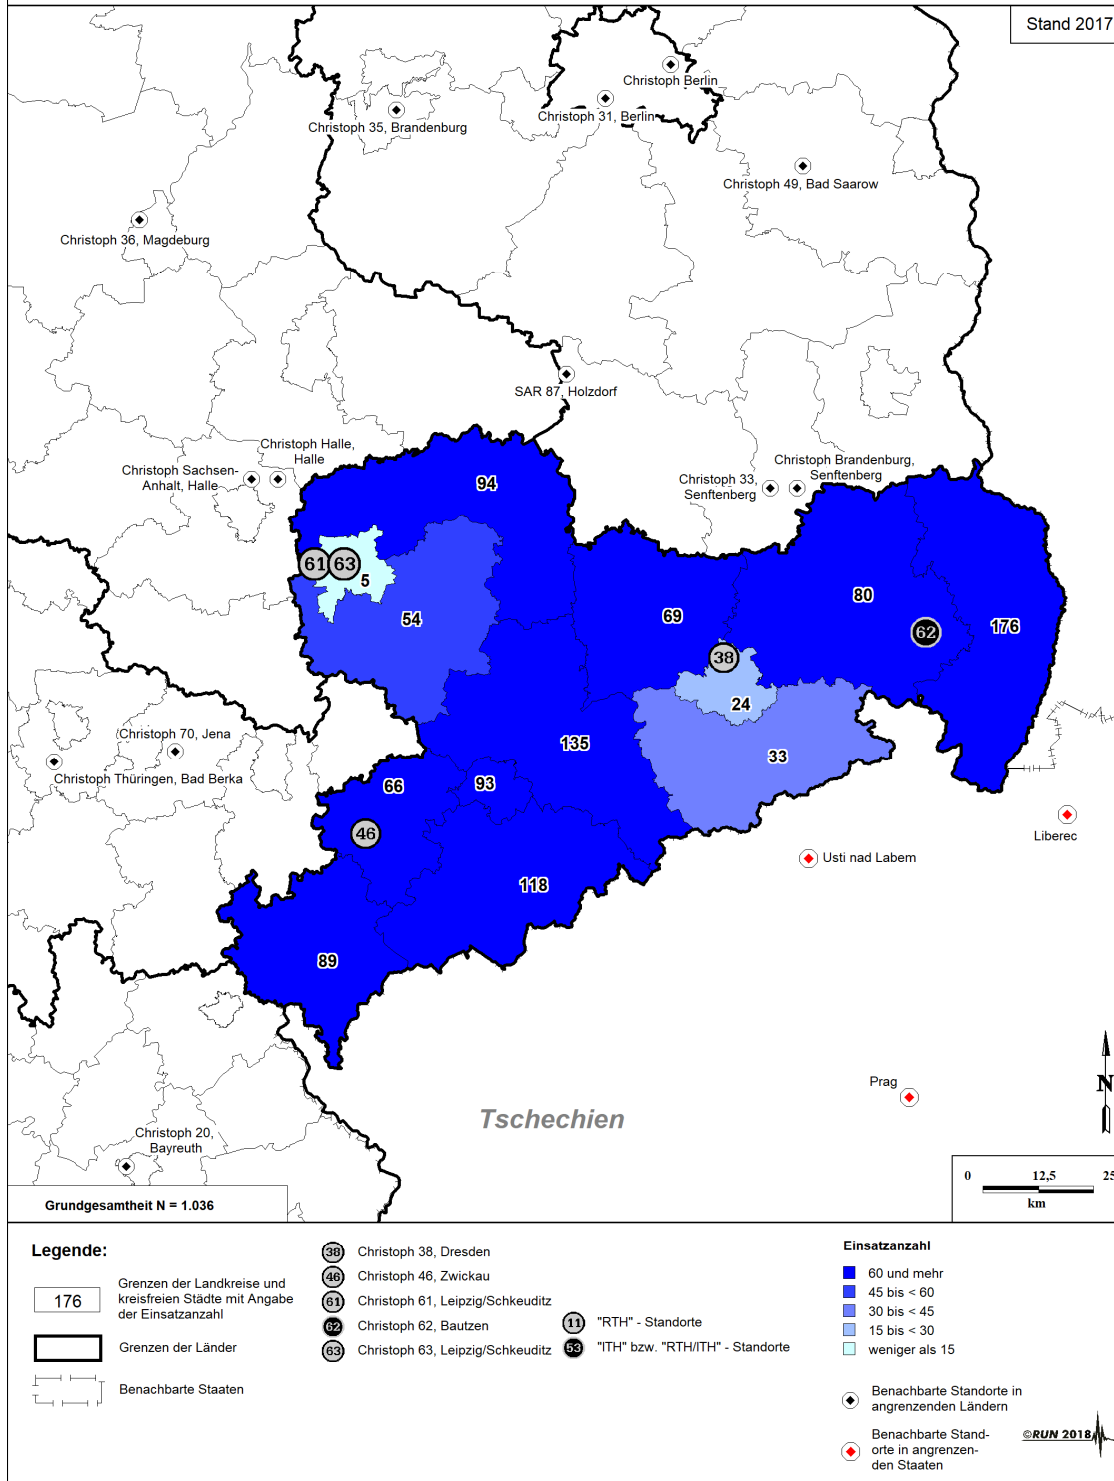 Stand 2017
Christoph Berlin
Christoph 31, Berlin
Christoph 35, Brandenburg
Christoph 49, Bad Saarow
Christoph 36, Magdeburg
SAR 87, Holzdorf
Christoph Halle,
Halle
Christoph Sachsen-
Anhalt, Halle
Christoph 33,
Senftenberg
Christoph Brandenburg,
Senftenberg
94
61
63
5
54
69
80
62
176
38
24
33
135
Christoph 70, Jena
Christoph Thüringen, Bad Berka
66
93
46
118
89
Liberec
Usti nad Labem
Prag
Tschechien
N
Christoph 20,
Bayreuth
0 12,5 25
km
Grundgesamtheit N = 1.036
Legende:
176
Grenzen der Landkreise und
kreisfreien Städte mit Angabe
der Einsatzanzahl
Grenzen der Länder
Benachbarte Staaten
38 Christoph 38, Dresden
46 Christoph 46, Zwickau
61 Christoph 61, Leipzig/Schkeuditz
62 Christoph 62, Bautzen
63 Christoph 63, Leipzig/Schkeuditz
11 "RTH" - Standorte
53 "ITH" bzw. "RTH/ITH" - Standorte
Einsatzanzahl
60 und mehr
45 bis < 60
30 bis < 45
15 bis < 30
weniger als 15
Benachbarte Standorte in
angrenzenden Ländern
Benachbarte Stand-
orte in angrenzen-
den Staaten
©RUN 2018